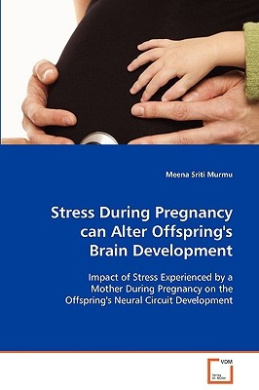 Meena Sriti Murmu
Stress During Pregnancy
can Alter Offspring's
Brain Development
Impact of Stress Experienced by a
Mother During Pregnancy on the
Offspring's Neural Circuit Development
VDM